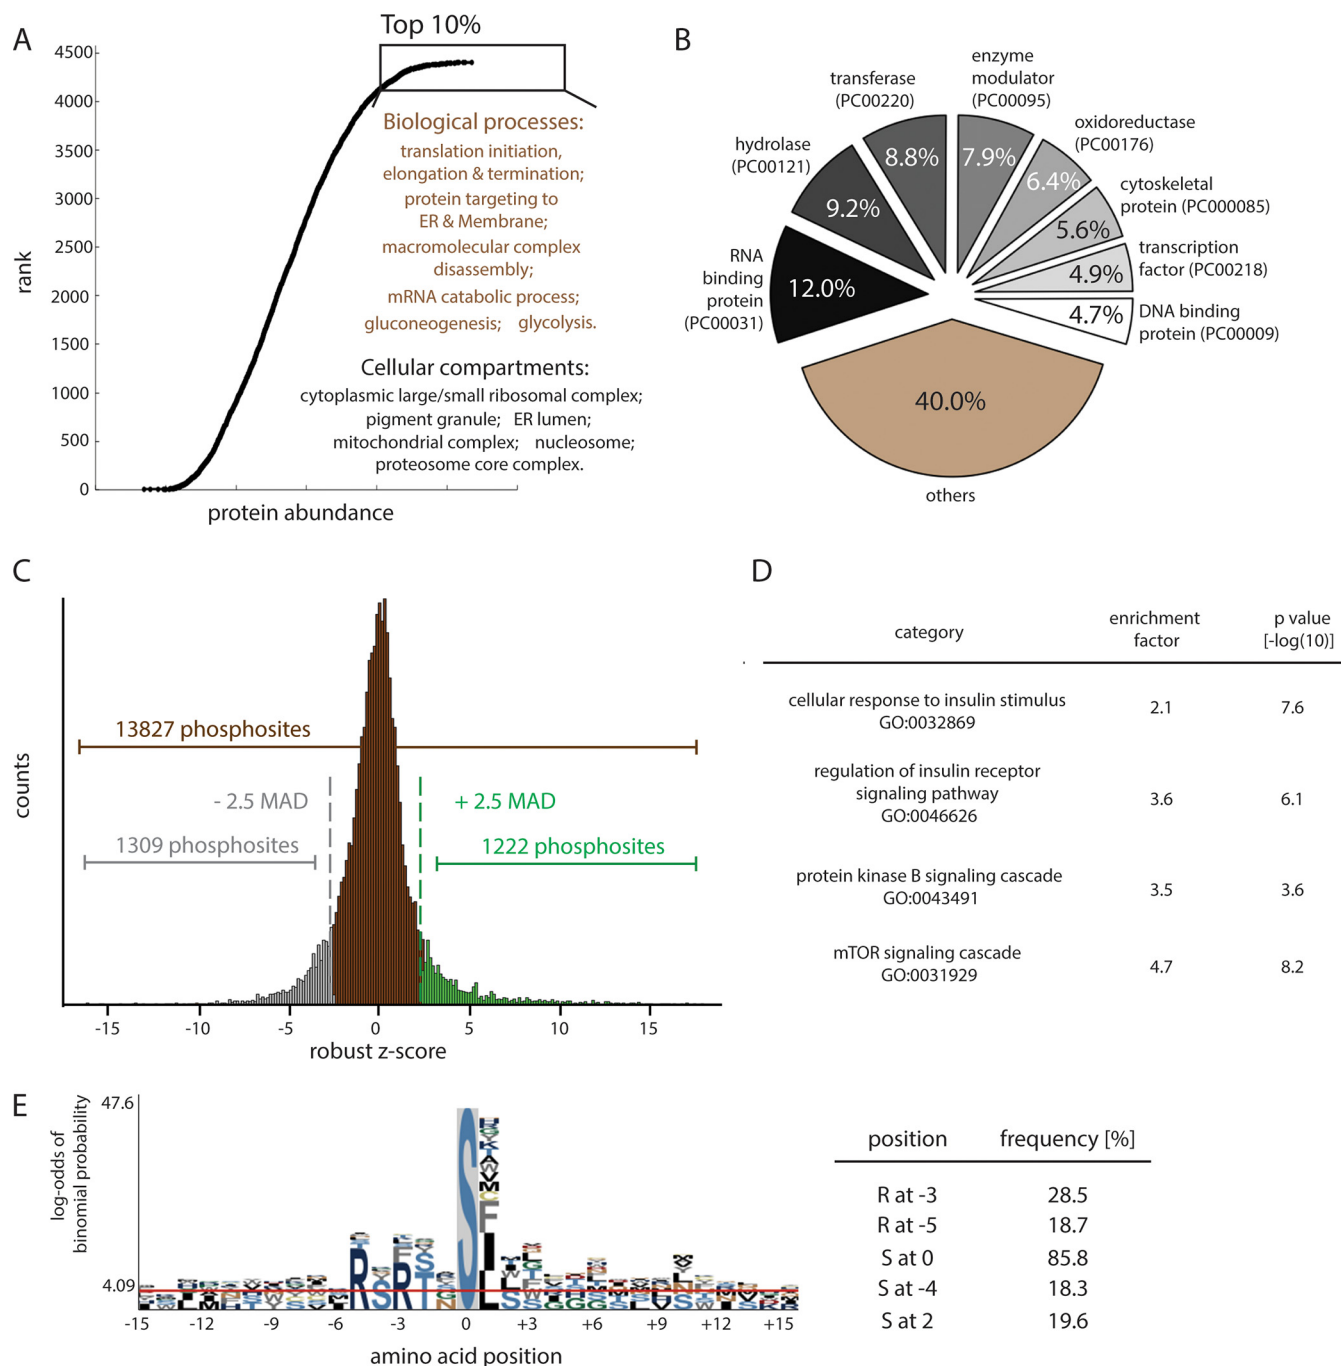 A
Top 10%
4500
4000
3500
3000
2500
2000
1500
1000
500
0
rank
protein abundance
Biological processes:
translation initiation,
elongation & termination;
protein targeting to
ER & Membrane;
macromolecular complex
disassembly;
mRNA catabolic process;
gluconeogenesis; glycolysis.
Cellular compartments:
cytoplasmic large/small ribosomal complex;
pigment granule; ER lumen;
mitochondrial complex; nucleosome;
proteosome core complex.
B
enzyme
modulator
(PC00095)
7.9%
transferase
(PC00220)
8.8%
oxidoreductase
(PC00176)
6.4%
hydrolase
(PC00121)
9.2%
cytoskeletal
protein (PC000085)
5.6%
transcription
factor (PC00218)
4.9%
RNA
binding
protein
(PC00031)
12.0%
DNA binding
protein (PC00009)
4.7%
40.0%
others
C
13827 phosphosites
- 2.5 MAD
+ 2.5 MAD
1309 phosphosites
1222 phosphosites
counts
-15 -10 -5 0 5 10 15
robust z-score
D
category enrichment factor p value [-log(10)]
cellular response to insulin stimulus
GO:0032869
2.1 7.6
regulation of insulin receptor
signaling pathway
GO:0046626
3.6 6.1
protein kinase B signaling cascade
GO:0043491
3.5 3.6
mTOR signaling cascade
GO:0031929
4.7 8.2
E
47.6
4.09
log-odds of
binomial probability
-15 -12 -9 -6 -3 0 +3 +6 +9 +12 +15
amino acid position
position frequency [%]
R at -3 28.5
R at -5 18.7
S at 0 85.8
S at -4 18.3
S at 2 19.6